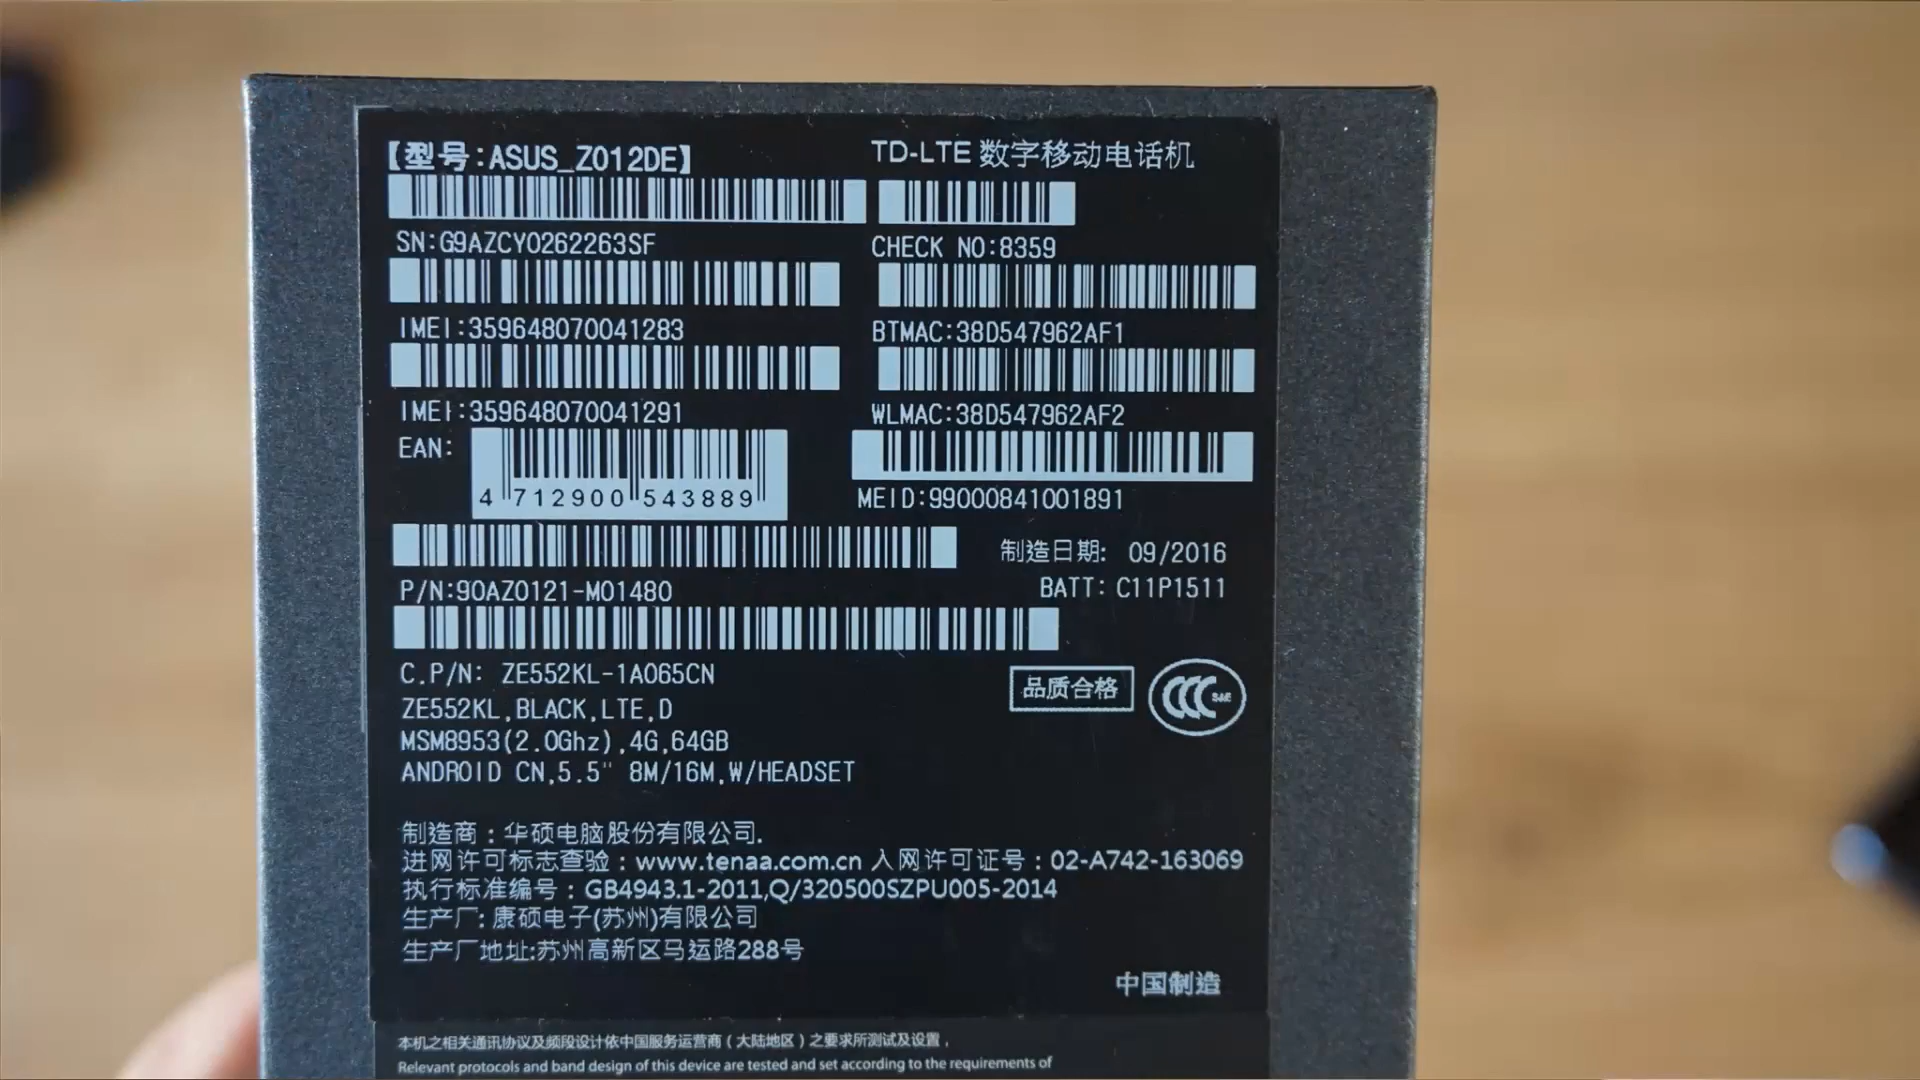 【型号:ASUS_Z012DE】
TD-LTE 数字移动电话机
SN:G9AZCY0262263SF
CHECK NO:8359
IMEI:359648070041283
BTMAC:38D547962AF1
IMEI:359648070041291
WLMAC:38D547962AF2
EAN:
4 712900 543889
MEID:99000841001891
制造日期: 09/2016
P/N:90AZ0121-M01480
BATT: C11P1511
C.P/N: ZE552KL-1A065CN
品质合格
CCC S&E
ZE552KL,BLACK,LTE,D
MSM8953(2.0Ghz),4G,64GB
ANDROID CN,5.5" 8M/16M,W/HEADSET
制造商：华硕电脑股份有限公司.
进网许可标志查验：www.tenaa.com.cn 入网许可证号：02-A742-163069
执行标准编号：GB4943.1-2011,Q/320500SZPU005-2014
生产厂: 康硕电子(苏州)有限公司
生产厂地址:苏州高新区马运路288号
中国制造
本机之相关通讯协议及频段设计依中国服务运营商（大陆地区）之要求所测试及设置，
Relevant protocols and band design of this device are tested and set according to the requirements of